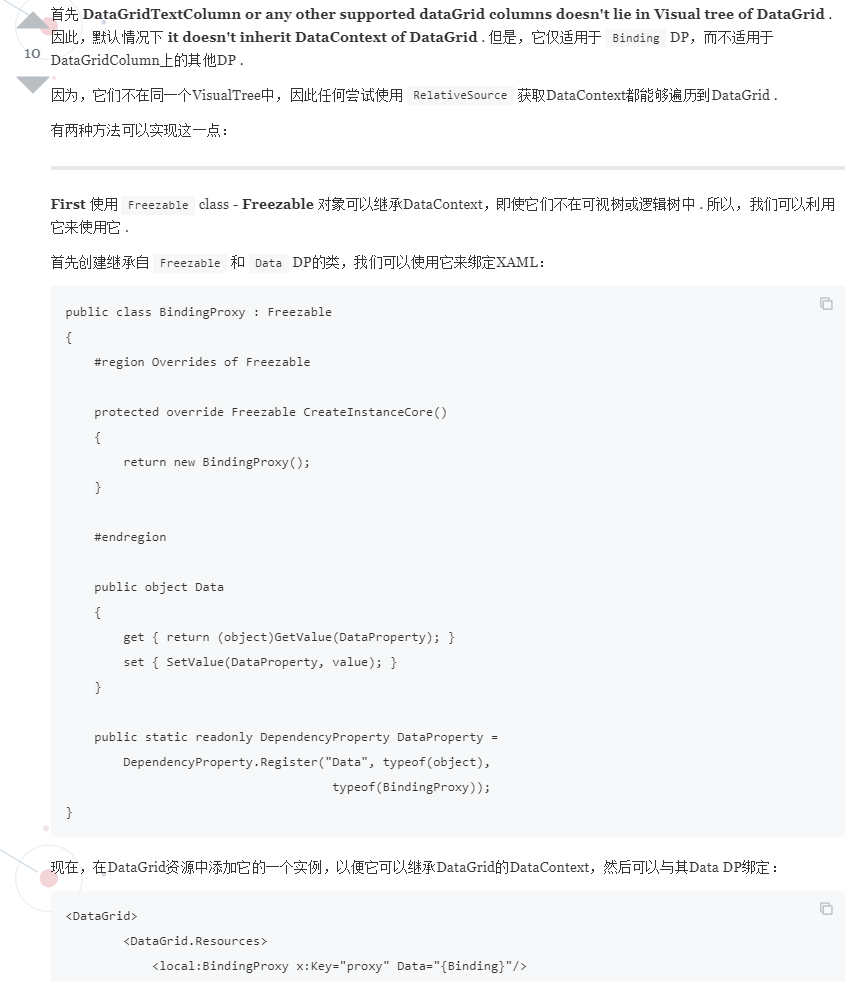 首先 DataGridTextColumn or any other supported dataGrid columns doesn't lie in Visual tree of DataGrid .
10
因此，默认情况下 it doesn't inherit DataContext of DataGrid . 但是，它仅适用于 Binding DP，而不适用于
DataGridColumn上的其他DP .
因为，它们不在同一个VisualTree中，因此任何尝试使用 RelativeSource 获取DataContext都能够遍历到DataGrid .
有两种方法可以实现这一点：
First 使用 Freezable class - Freezable 对象可以继承DataContext，即使它们不在可视树或逻辑树中 . 所以，我们可以利用
它来使用它 .
首先创建继承自 Freezable 和 Data DP的类，我们可以使用它来绑定XAML：
public class BindingProxy : Freezable
{
    #region Overrides of Freezable
    protected override Freezable CreateInstanceCore()
    {
        return new BindingProxy();
    }
    #endregion
    public object Data
    {
        get { return (object)GetValue(DataProperty); }
        set { SetValue(DataProperty, value); }
    }
    public static readonly DependencyProperty DataProperty =
        DependencyProperty.Register("Data", typeof(object),
                                     typeof(BindingProxy));
}
现在，在DataGrid资源中添加它的一个实例，以便它可以继承DataGrid的DataContext，然后可以与其Data DP绑定：
<DataGrid>
        <DataGrid.Resources>
            <local:BindingProxy x:Key="proxy" Data="{Binding}"/>